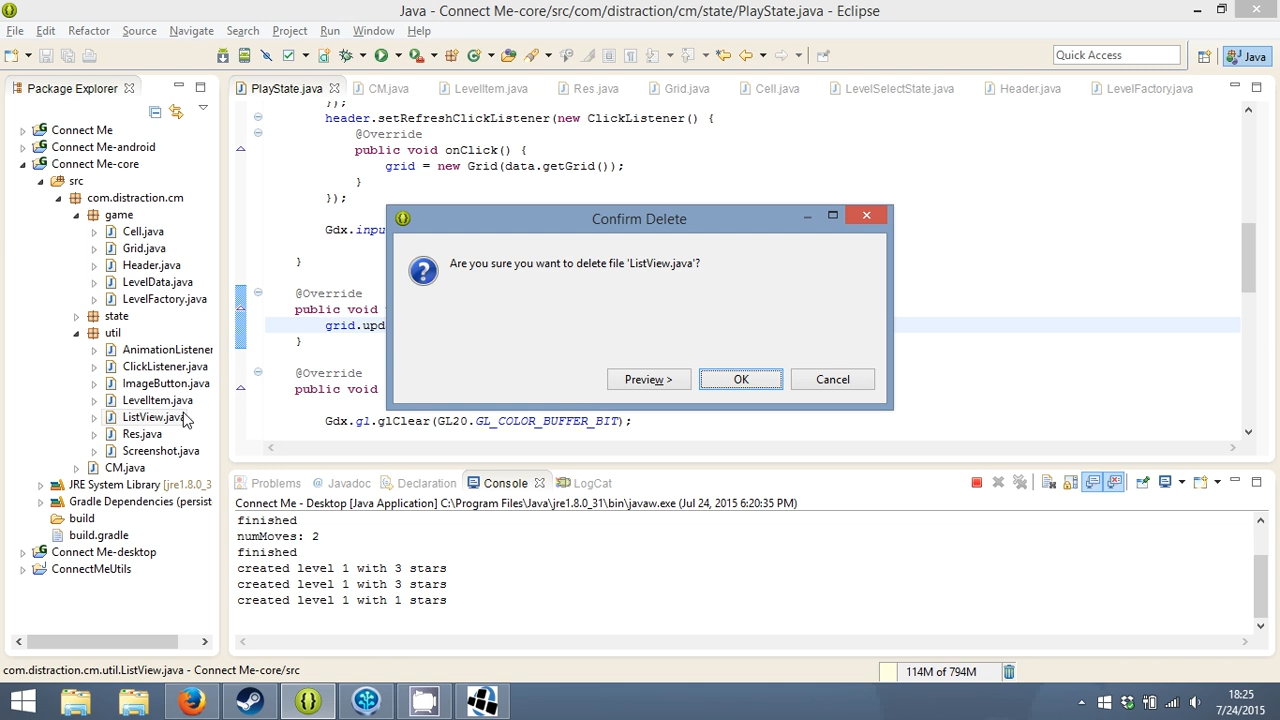 Java - Connect Me-core/src/com/distraction/cm/state/PlayState.java - Eclipse
File Edit Refactor Source Navigate Search Project Run Window Help
Quick Access
Java
Package Explorer
PlayState.java CM.java LevelItem.java Res.java Grid.java Cell.java LevelSelectState.java Header.java LevelFactory.java
Connect Me
Connect Me-android
Connect Me-core
src
com.distraction.cm
game
Cell.java
Grid.java
Header.java
LevelData.java
LevelFactory.java
state
util
AnimationListener
ClickListener.java
ImageButton.java
LevelItem.java
ListView.java
Res.java
Screenshot.java
CM.java
JRE System Library [jre1.8.0_3
Gradle Dependencies (persist
build
build.gradle
Connect Me-desktop
ConnectMeUtils
});
header.setRefreshClickListener(new ClickListener() {
@Override
public void onClick() {
grid = new Grid(data.getGrid());
}
});
Gdx.inpu
}
@Override
public void
grid.upd
}
@Override
public void
Gdx.gl.glClear(GL20.GL_COLOR_BUFFER_BIT);
Confirm Delete
Are you sure you want to delete file 'ListView.java'?
Preview >
OK
Cancel
Problems Javadoc Declaration Console LogCat
Connect Me - Desktop [Java Application] C:\Program Files\Java\jre1.8.0_31\bin\javaw.exe (Jul 24, 2015 6:20:35 PM)
finished
numMoves: 2
finished
created level 1 with 3 stars
created level 1 with 3 stars
created level 1 with 1 stars
com.distraction.cm.util.ListView.java - Connect Me-core/src
114M of 794M
18:25
7/24/2015